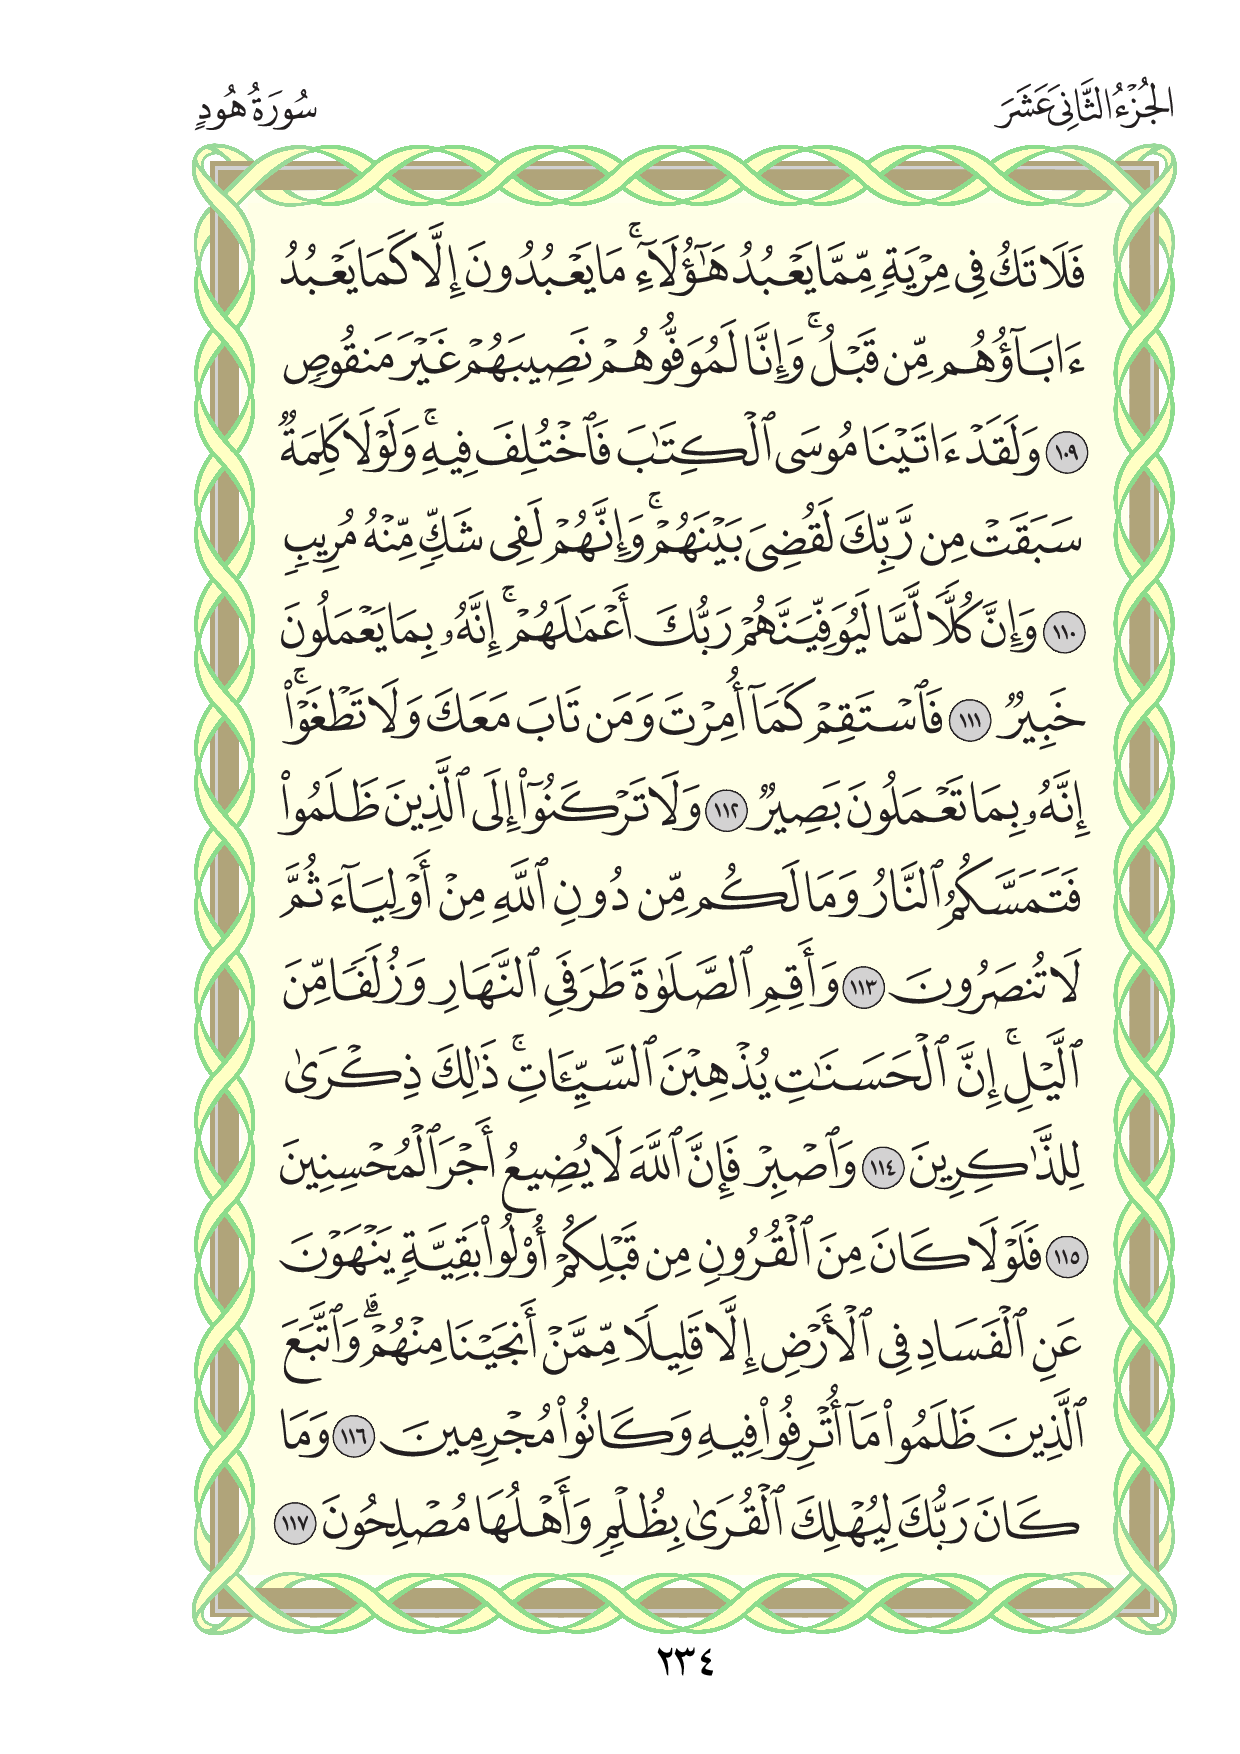 الجُزْءُ الثَّانِيَ عَشَرَ
سُورَةُ هُودٍ
فَلَا تَكُ فِى مِرْيَةٍ مِّمَّا يَعْبُدُ هَٰٓؤُلَآءِۚ مَا يَعْبُدُونَ إِلَّا كَمَا يَعْبُدُ
ءَابَآؤُهُم مِّن قَبْلُۚ وَإِنَّا لَمُوَفُّوهُمْ نَصِيبَهُمْ غَيْرَ مَنقُوصٍ
١٠٩ وَلَقَدْ ءَاتَيْنَا مُوسَى ٱلْكِتَٰبَ فَٱخْتُلِفَ فِيهِۚ وَلَوْلَا كَلِمَةٌ
سَبَقَتْ مِن رَّبِّكَ لَقُضِىَ بَيْنَهُمْۚ وَإِنَّهُمْ لَفِى شَكٍّ مِّنْهُ مُرِيبٍ
١١٠ وَإِنَّ كُلًّا لَّمَّا لَيُوَفِّيَنَّهُمْ رَبُّكَ أَعْمَٰلَهُمْۚ إِنَّهُۥ بِمَا يَعْمَلُونَ
خَبِيرٌ ١١١ فَٱسْتَقِمْ كَمَآ أُمِرْتَ وَمَن تَابَ مَعَكَ وَلَا تَطْغَوْا۟ۚ
إِنَّهُۥ بِمَا تَعْمَلُونَ بَصِيرٌ ١١٢ وَلَا تَرْكَنُوٓا۟ إِلَى ٱلَّذِينَ ظَلَمُوا۟
فَتَمَسَّكُمُ ٱلنَّارُ وَمَا لَكُم مِّن دُونِ ٱللَّهِ مِنْ أَوْلِيَآءَ ثُمَّ
لَا تُنصَرُونَ ١١٣ وَأَقِمِ ٱلصَّلَوٰةَ طَرَفَىِ ٱلنَّهَارِ وَزُلَفًا مِّنَ
ٱلَّيْلِۚ إِنَّ ٱلْحَسَنَٰتِ يُذْهِبْنَ ٱلسَّيِّـَٔاتِۚ ذَٰلِكَ ذِكْرَىٰ
لِلذَّٰكِرِينَ ١١٤ وَٱصْبِرْ فَإِنَّ ٱللَّهَ لَا يُضِيعُ أَجْرَ ٱلْمُحْسِنِينَ
١١٥ فَلَوْلَا كَانَ مِنَ ٱلْقُرُونِ مِن قَبْلِكُمْ أُو۟لُوا۟ بَقِيَّةٍ يَنْهَوْنَ
عَنِ ٱلْفَسَادِ فِى ٱلْأَرْضِ إِلَّا قَلِيلًا مِّمَّنْ أَنجَيْنَا مِنْهُمْۗ وَٱتَّبَعَ
ٱلَّذِينَ ظَلَمُوا۟ مَآ أُتْرِفُوا۟ فِيهِ وَكَانُوا۟ مُجْرِمِينَ ١١٦ وَمَا
كَانَ رَبُّكَ لِيُهْلِكَ ٱلْقُرَىٰ بِظُلْمٍ وَأَهْلُهَا مُصْلِحُونَ ١١٧
٢٣٤